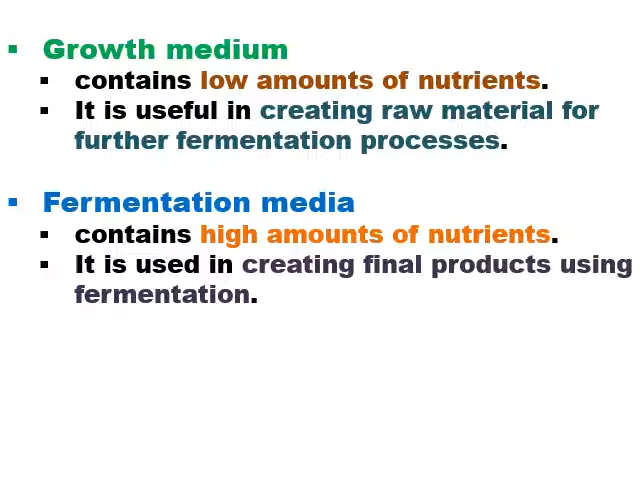 ▪ Growth medium
▪ contains low amounts of nutrients.
▪ It is useful in creating raw material for
further fermentation processes.
▪ Fermentation media
▪ contains high amounts of nutrients.
▪ It is used in creating final products using
fermentation.